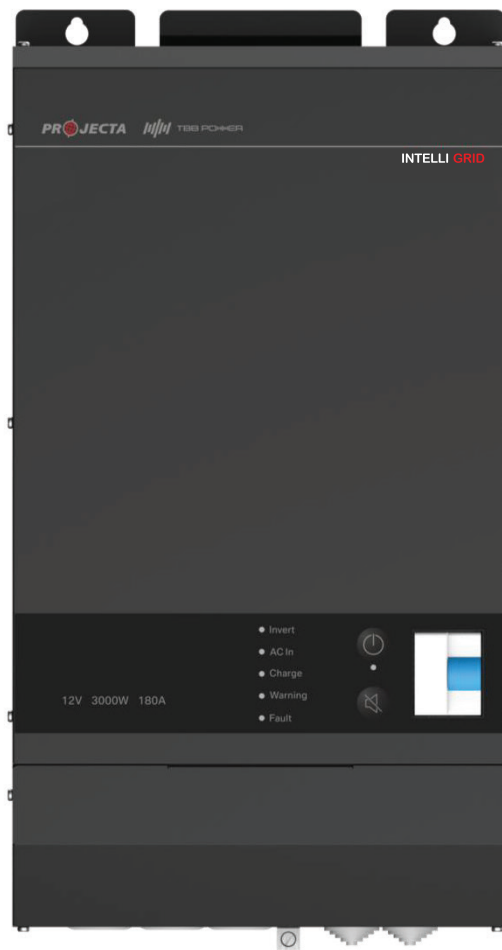 PROJECTA TBB POWER
INTELLI GRID
Invert
AC In
Charge
12V 3000W 180A
Warning
Fault